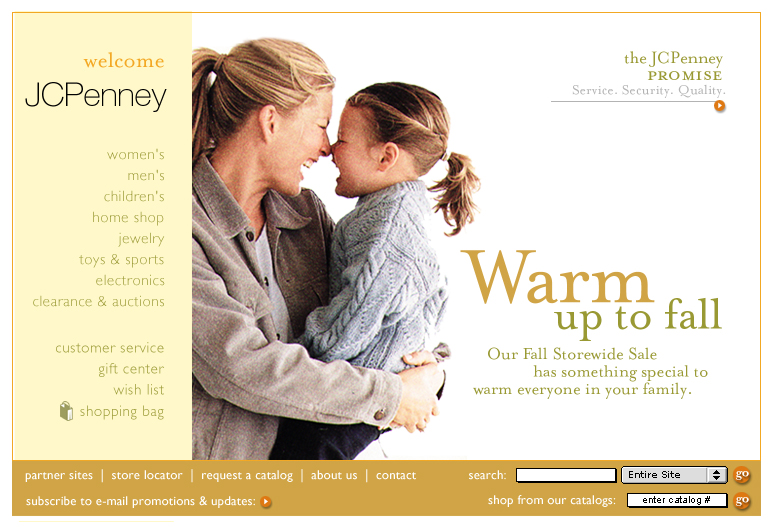 welcome
JCPenney
women's
men's
children's
home shop
jewelry
toys & sports
electronics
clearance & auctions
customer service
gift center
wish list
shopping bag
the JCPenney
PROMISE
Service. Security. Quality.
Warm
up to fall
Our Fall Storewide Sale
has something special to
warm everyone in your family.
partner sites | store locator | request a catalog | about us | contact
search: Entire Site go
subscribe to e-mail promotions & updates:
shop from our catalogs: enter catalog # go